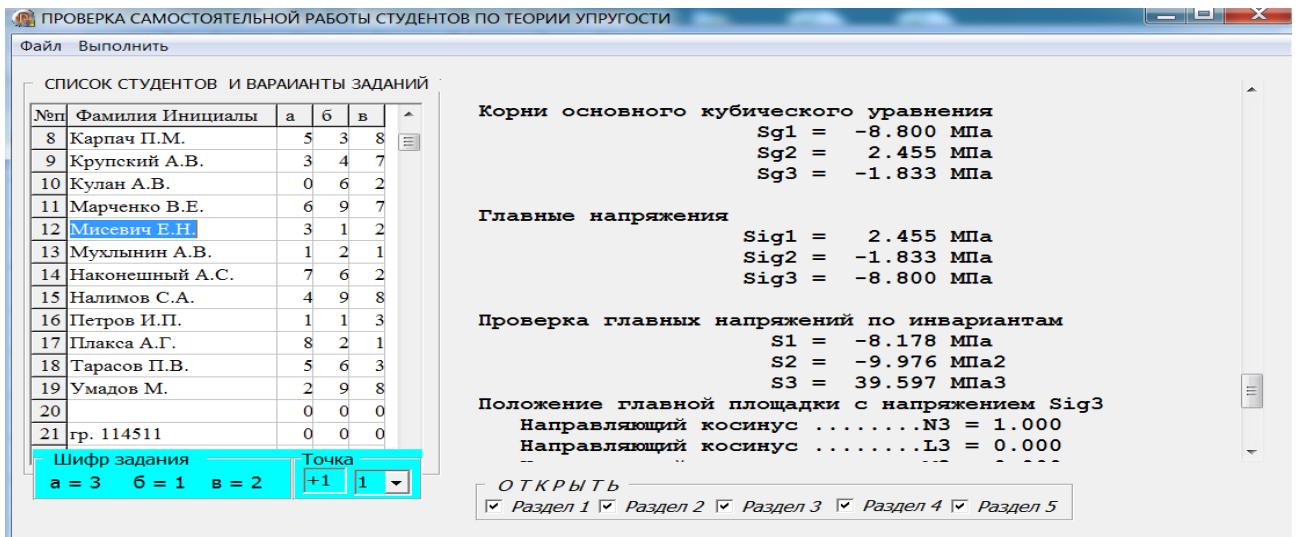 ПРОВЕРКА САМОСТОЯТЕЛЬНОЙ РАБОТЫ СТУДЕНТОВ ПО ТЕОРИИ УПРУГОСТИ
Файл Выполнить
СПИСОК СТУДЕНТОВ И ВАРАИАНТЫ ЗАДАНИЙ
№п Фамилия Инициалы а б в
8 Карпач П.М. 5 3 8
9 Крупский А.В. 3 4 7
10 Кулан А.В. 0 6 2
11 Марченко В.Е. 6 9 7
12 Мисевич Е.Н. 3 1 2
13 Мухлынин А.В. 1 2 1
14 Наконешный А.С. 7 6 2
15 Налимов С.А. 4 9 8
16 Петров И.П. 1 1 3
17 Плакса А.Г. 8 2 1
18 Тарасов П.В. 5 6 3
19 Умадов М. 2 9 8
20 0 0 0
21 гр. 114511 0 0 0
Шифр задания
а = 3 б = 1 в = 2
Точка
+1 1
Корни основного кубического уравнения
Sg1 = -8.800 МПа
Sg2 = 2.455 МПа
Sg3 = -1.833 МПа
Главные напряжения
Sig1 = 2.455 МПа
Sig2 = -1.833 МПа
Sig3 = -8.800 МПа
Проверка главных напряжений по инвариантам
S1 = -8.178 МПа
S2 = -9.976 МПа2
S3 = 39.597 МПа3
Положение главной площадки с напряжением Sig3
Направляющий косинус ........N3 = 1.000
Направляющий косинус ........L3 = 0.000
ОТКРЫТЬ
Раздел 1 Раздел 2 Раздел 3 Раздел 4 Раздел 5